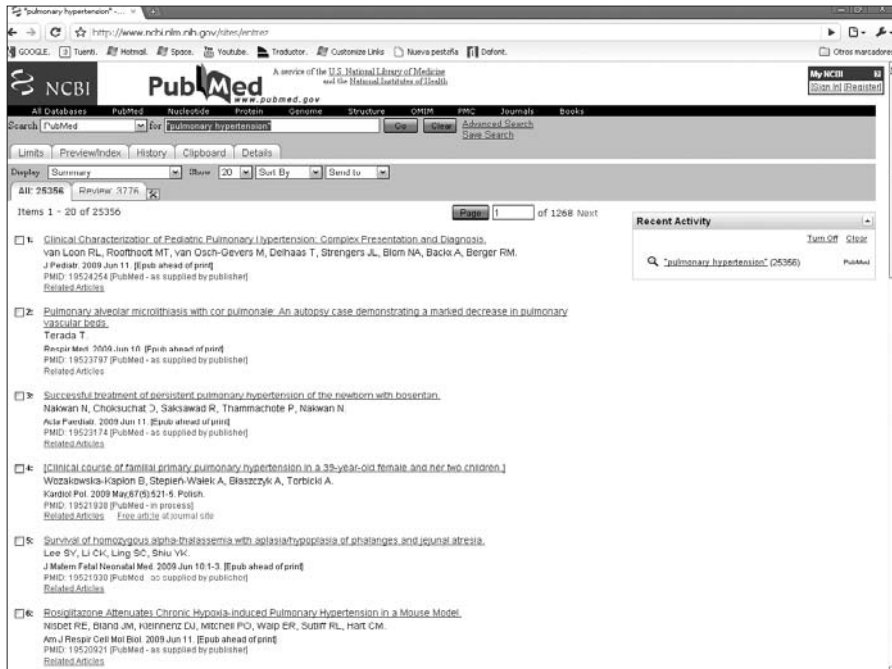 "pulmonary hypertension" -...
http://www.ncbi.nlm.nih.gov/sites/entrez
GOOGLE. Tuenti. Hotmail. Space. Youtube. Traductor. Customize Links Nueva pestaña Dafont. Otros marcadores
NCBI
PubMed
www.pubmed.gov
A service of the U.S. National Library of Medicine
and the National Institutes of Health
My NCBI
[Sign In] [Register]
All Databases PubMed Nucleotide Protein Genome Structure OMIM PMC Journals Books
Search PubMed for "pulmonary hypertension" Go Clear Advanced Search
Save Search
Limits Preview/Index History Clipboard Details
Display Summary Show 20 Sort By Send to
All: 25356 Review: 3776
Items 1 - 20 of 25356 Page 1 of 1268 Next
1: Clinical Characterization of Pediatric Pulmonary Hypertension: Complex Presentation and Diagnosis.
van Loon RL, Roofthooft MT, van Osch-Gevers M, Delhaas T, Strengers JL, Blom NA, Backx A, Berger RM.
J Pediatr. 2009 Jun 11. [Epub ahead of print]
PMID: 19524254 [PubMed - as supplied by publisher]
Related Articles
2: Pulmonary alveolar microlithiasis with cor pulmonale: An autopsy case demonstrating a marked decrease in pulmonary
vascular beds.
Terada T.
Respir Med. 2009 Jun 10. [Epub ahead of print]
PMID: 19523797 [PubMed - as supplied by publisher]
Related Articles
3: Successful treatment of persistent pulmonary hypertension of the newborn with bosentan.
Nakwan N, Choksuchat D, Saksawad R, Thammachote P, Nakwan N.
Acta Paediatr. 2009 Jun 11. [Epub ahead of print]
PMID: 19523174 [PubMed - as supplied by publisher]
Related Articles
4: [Clinical course of familial primary pulmonary hypertension in a 39-year-old female and her two children.]
Wozakowska-Kapłon B, Stępień-Wałek A, Błaszczyk A, Torbicki A.
Kardiol Pol. 2009 May;67(5):521-5. Polish.
PMID: 19521938 [PubMed - in process]
Related Articles Free article at journal site
5: Survival of homozygous alpha-thalassemia with aplasia/hypoplasia of phalanges and jejunal atresia.
Lee SY, Li CK, Ling SC, Shiu YK.
J Matern Fetal Neonatal Med. 2009 Jun 10:1-3. [Epub ahead of print]
PMID: 19521930 [PubMed - as supplied by publisher]
Related Articles
6: Rosiglitazone Attenuates Chronic Hypoxia-induced Pulmonary Hypertension in a Mouse Model.
Nisbet RE, Bland JM, Kleinhenz DJ, Mitchell PO, Walp ER, Sutliff RL, Hart CM.
Am J Respir Cell Mol Biol. 2009 Jun 11. [Epub ahead of print]
PMID: 19520921 [PubMed - as supplied by publisher]
Related Articles
Recent Activity
Turn Off Clear
"pulmonary hypertension" (25356) PubMed